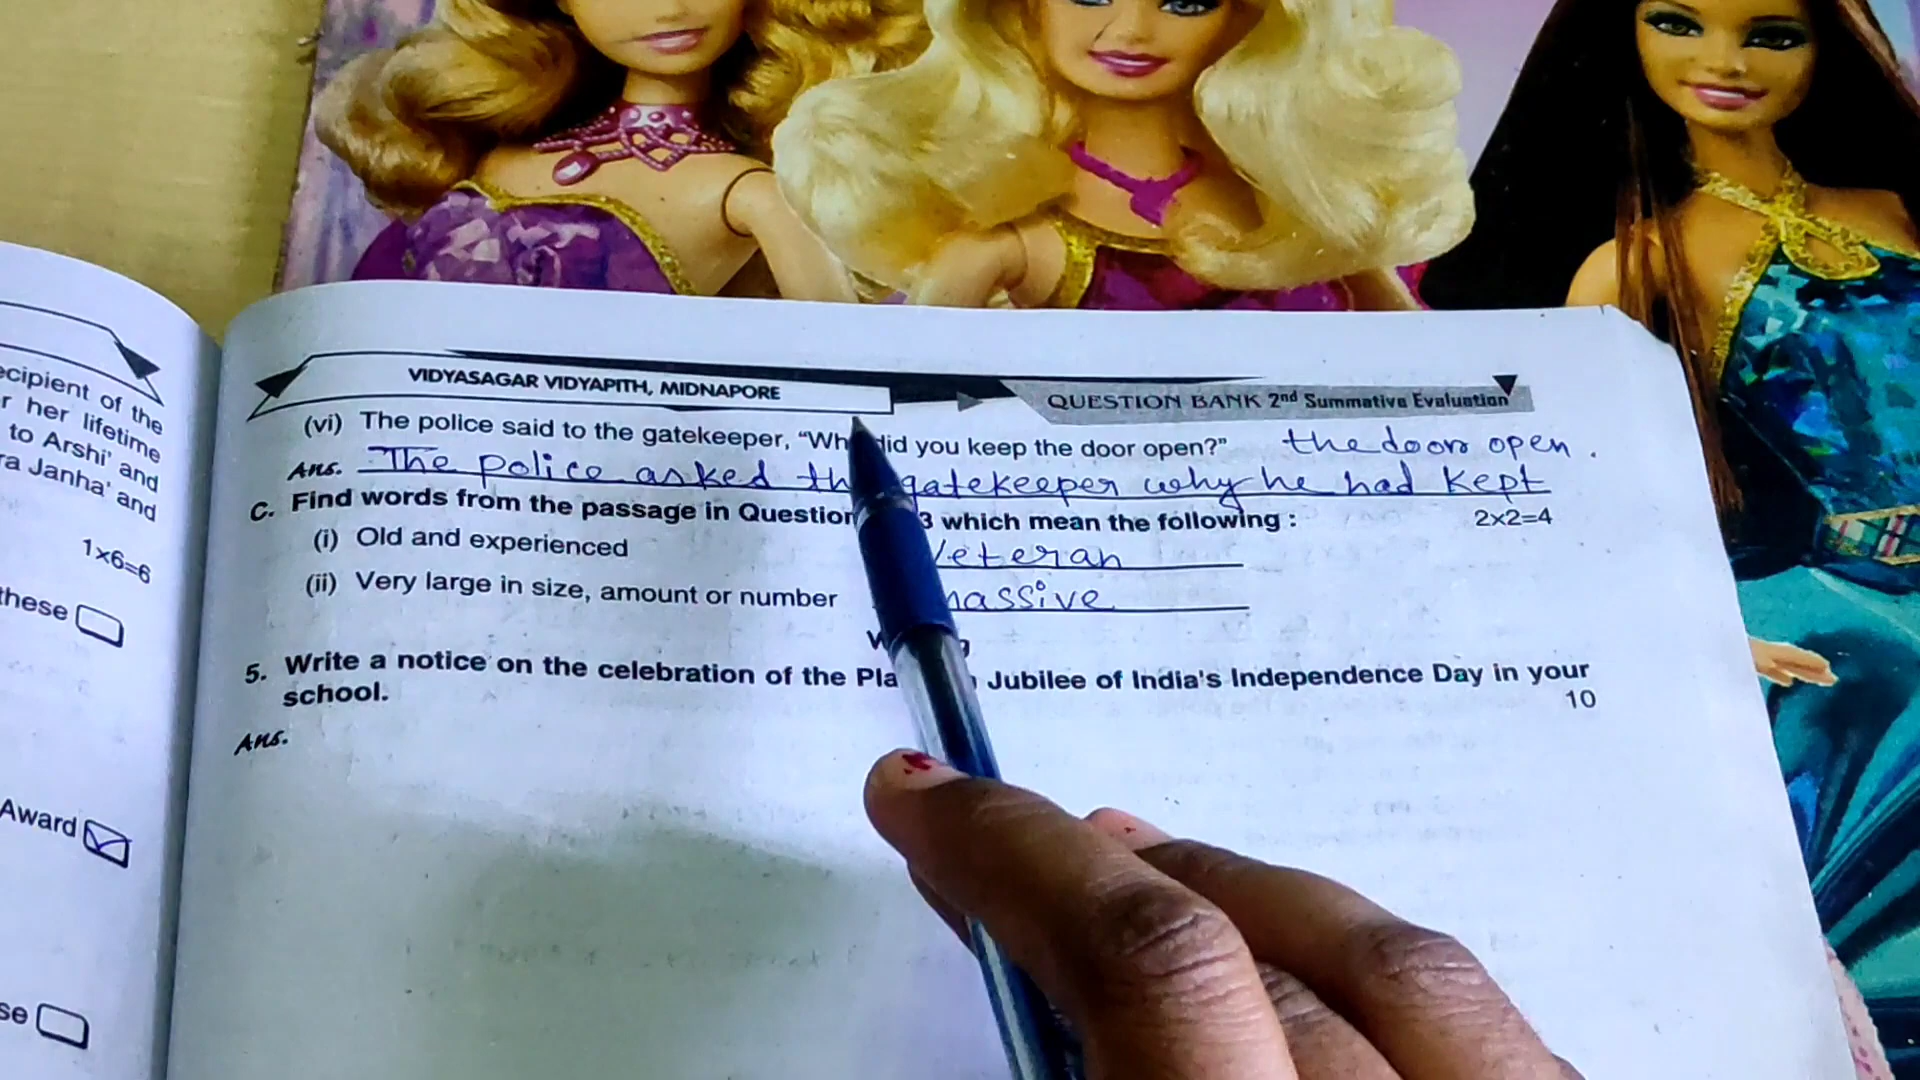 ecipient of the
r her lifetime
to Arshi' and
ra Janha' and
1x6=6
these
Award
se
VIDYASAGAR VIDYAPITH, MIDNAPORE
QUESTION BANK 2nd Summative Evaluation
(vi) The police said to the gatekeeper, "Wh did you keep the door open?" the door open.
Ans. The police asked th gatekeeper why he had kept
C. Find words from the passage in Question 3 which mean the following : 2x2=4
(i) Old and experienced Veteran
(ii) Very large in size, amount or number massive
5. Write a notice on the celebration of the Pla Jubilee of India's Independence Day in your
school. 10
Ans.